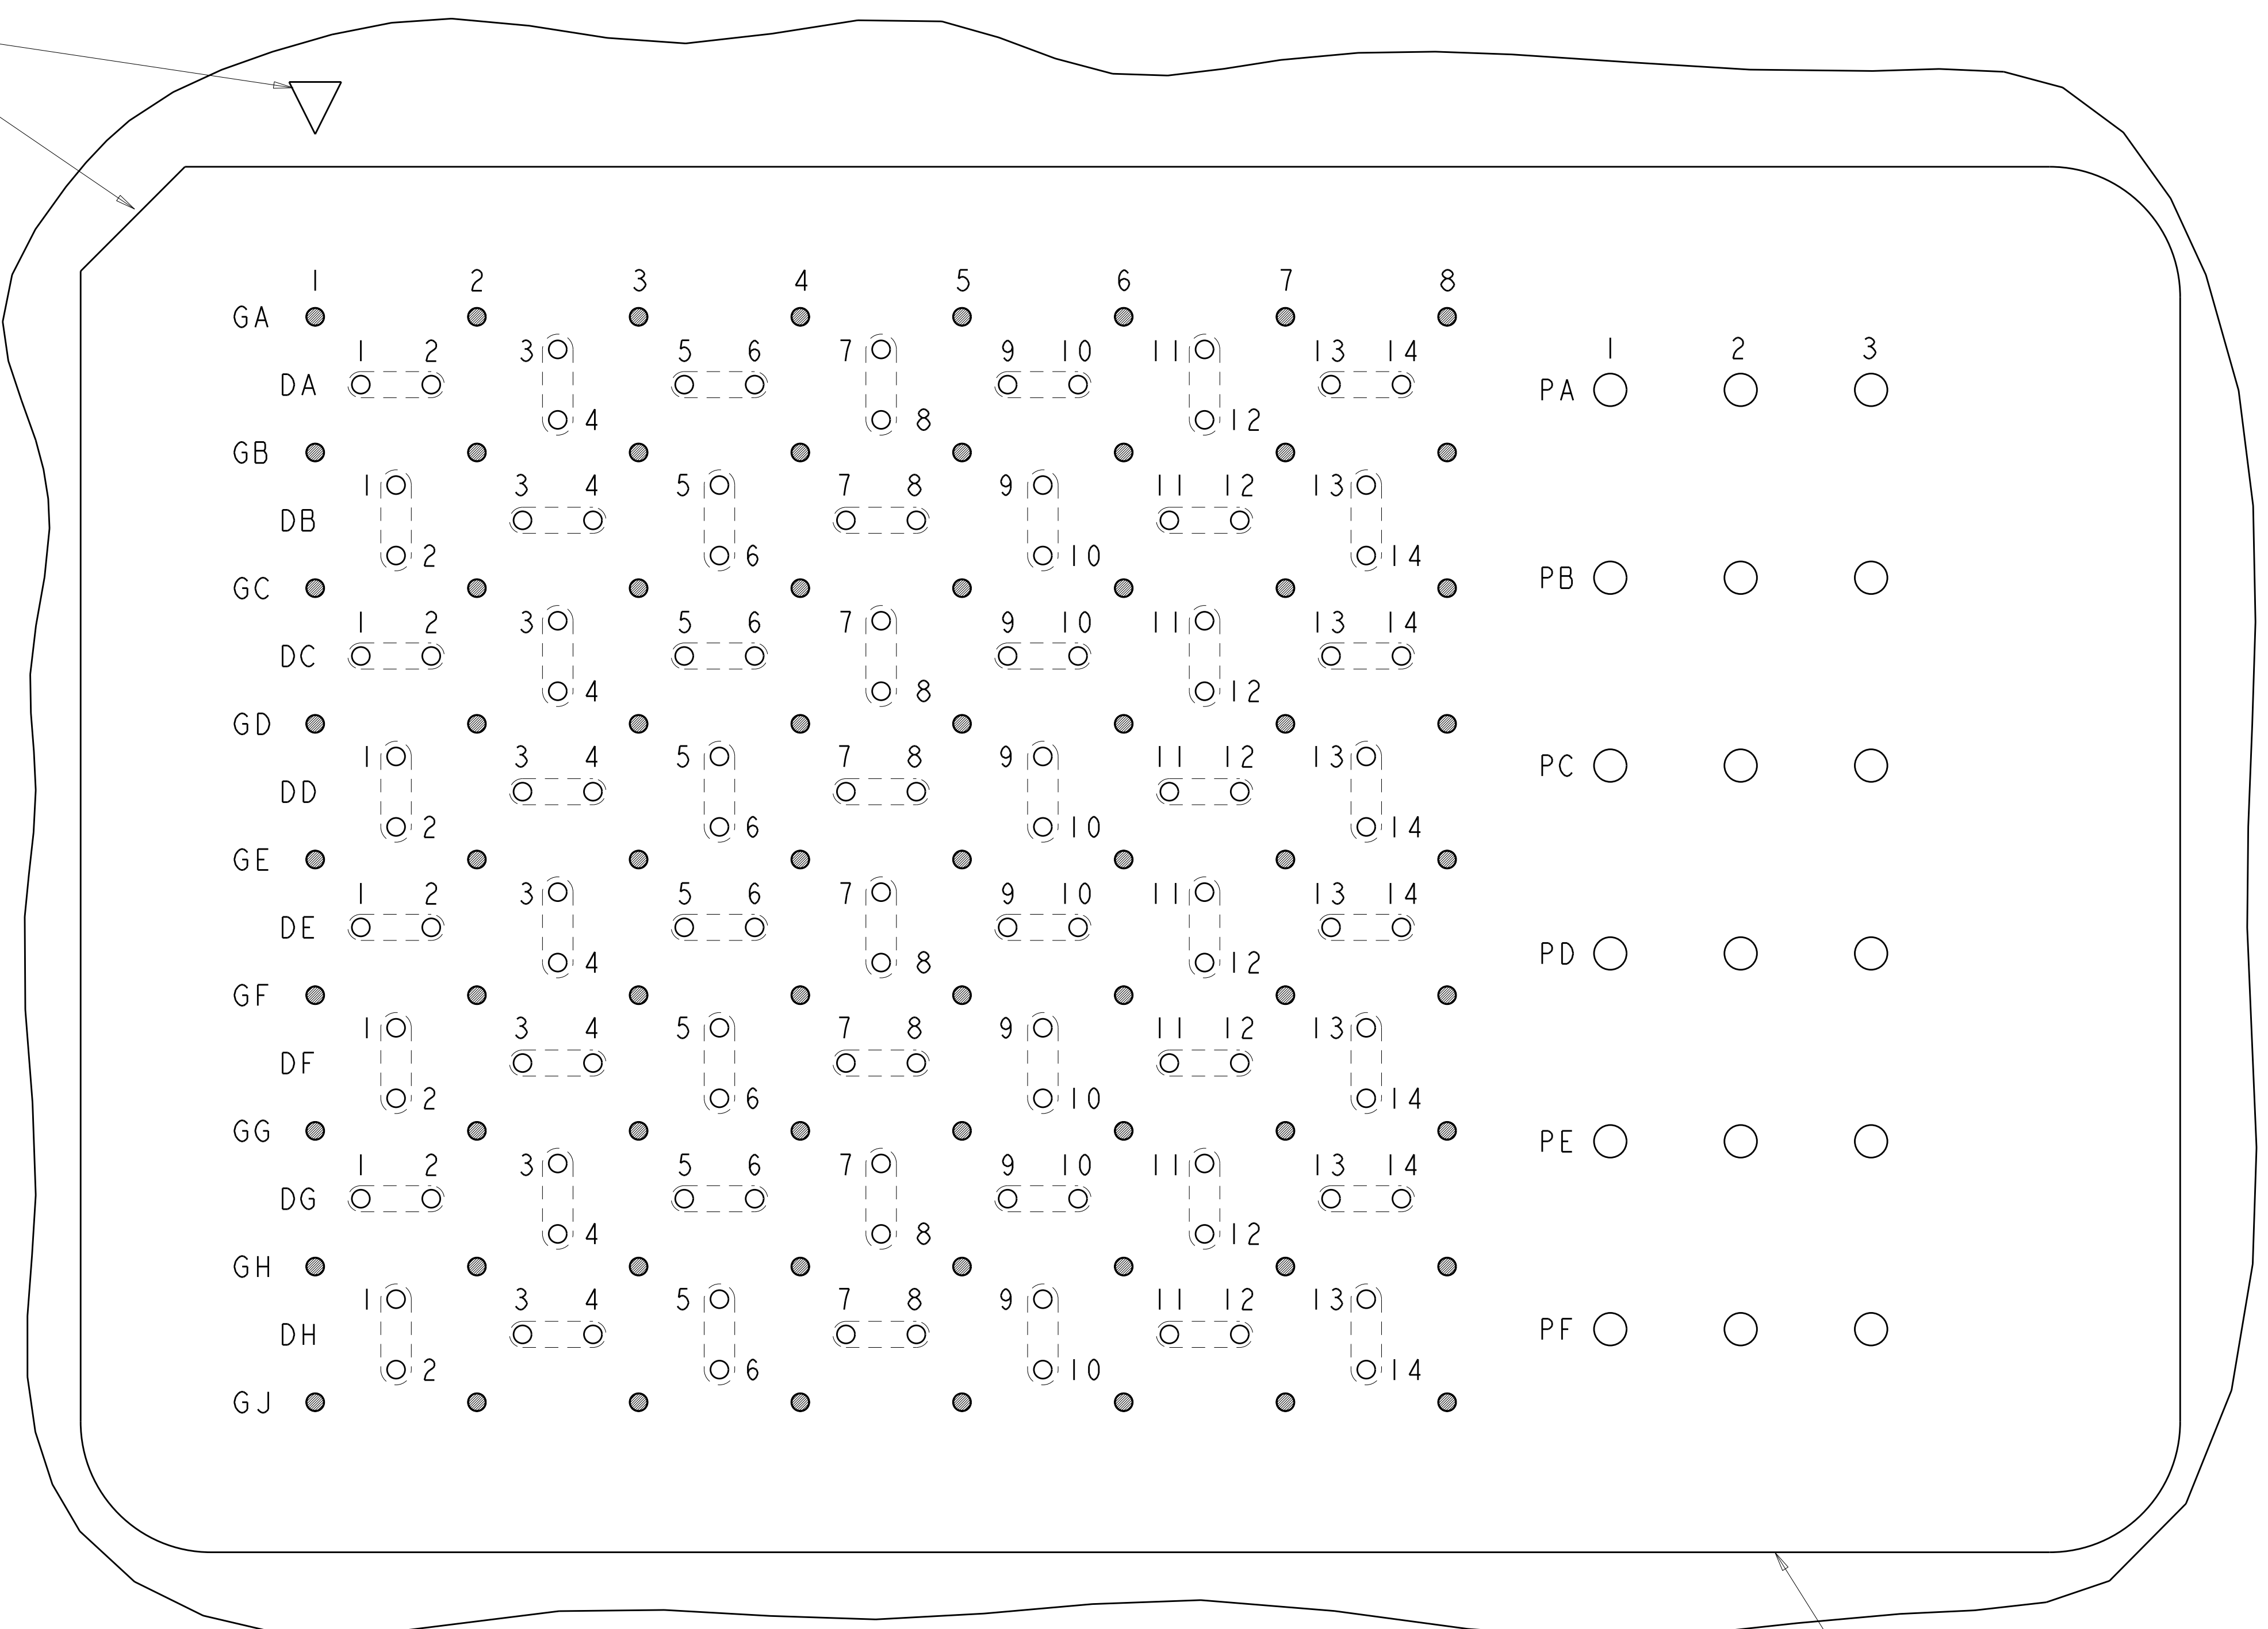 1 2 3 4 5 6 7 8
GA
1 2 3 5 6 7 9 10 11 13 14 1 2 3
DA PA
4 8 12
GB
1 3 4 5 7 8 9 11 12 13
DB
2 6 10 14
GC PB
1 2 3 5 6 7 9 10 11 13 14
DC
4 8 12
GD
1 3 4 5 7 8 9 11 12 13 PC
DD
2 6 10 14
GE
1 2 3 5 6 7 9 10 11 13 14
DE
4 8 12 PD
GF
1 3 4 5 7 8 9 11 12 13
DF
2 6 10 14
GG PE
1 2 3 5 6 7 9 10 11 13 14
DG
4 8 12
GH
1 3 4 5 7 8 9 11 12 13
DH PF
2 6 10 14
GJ